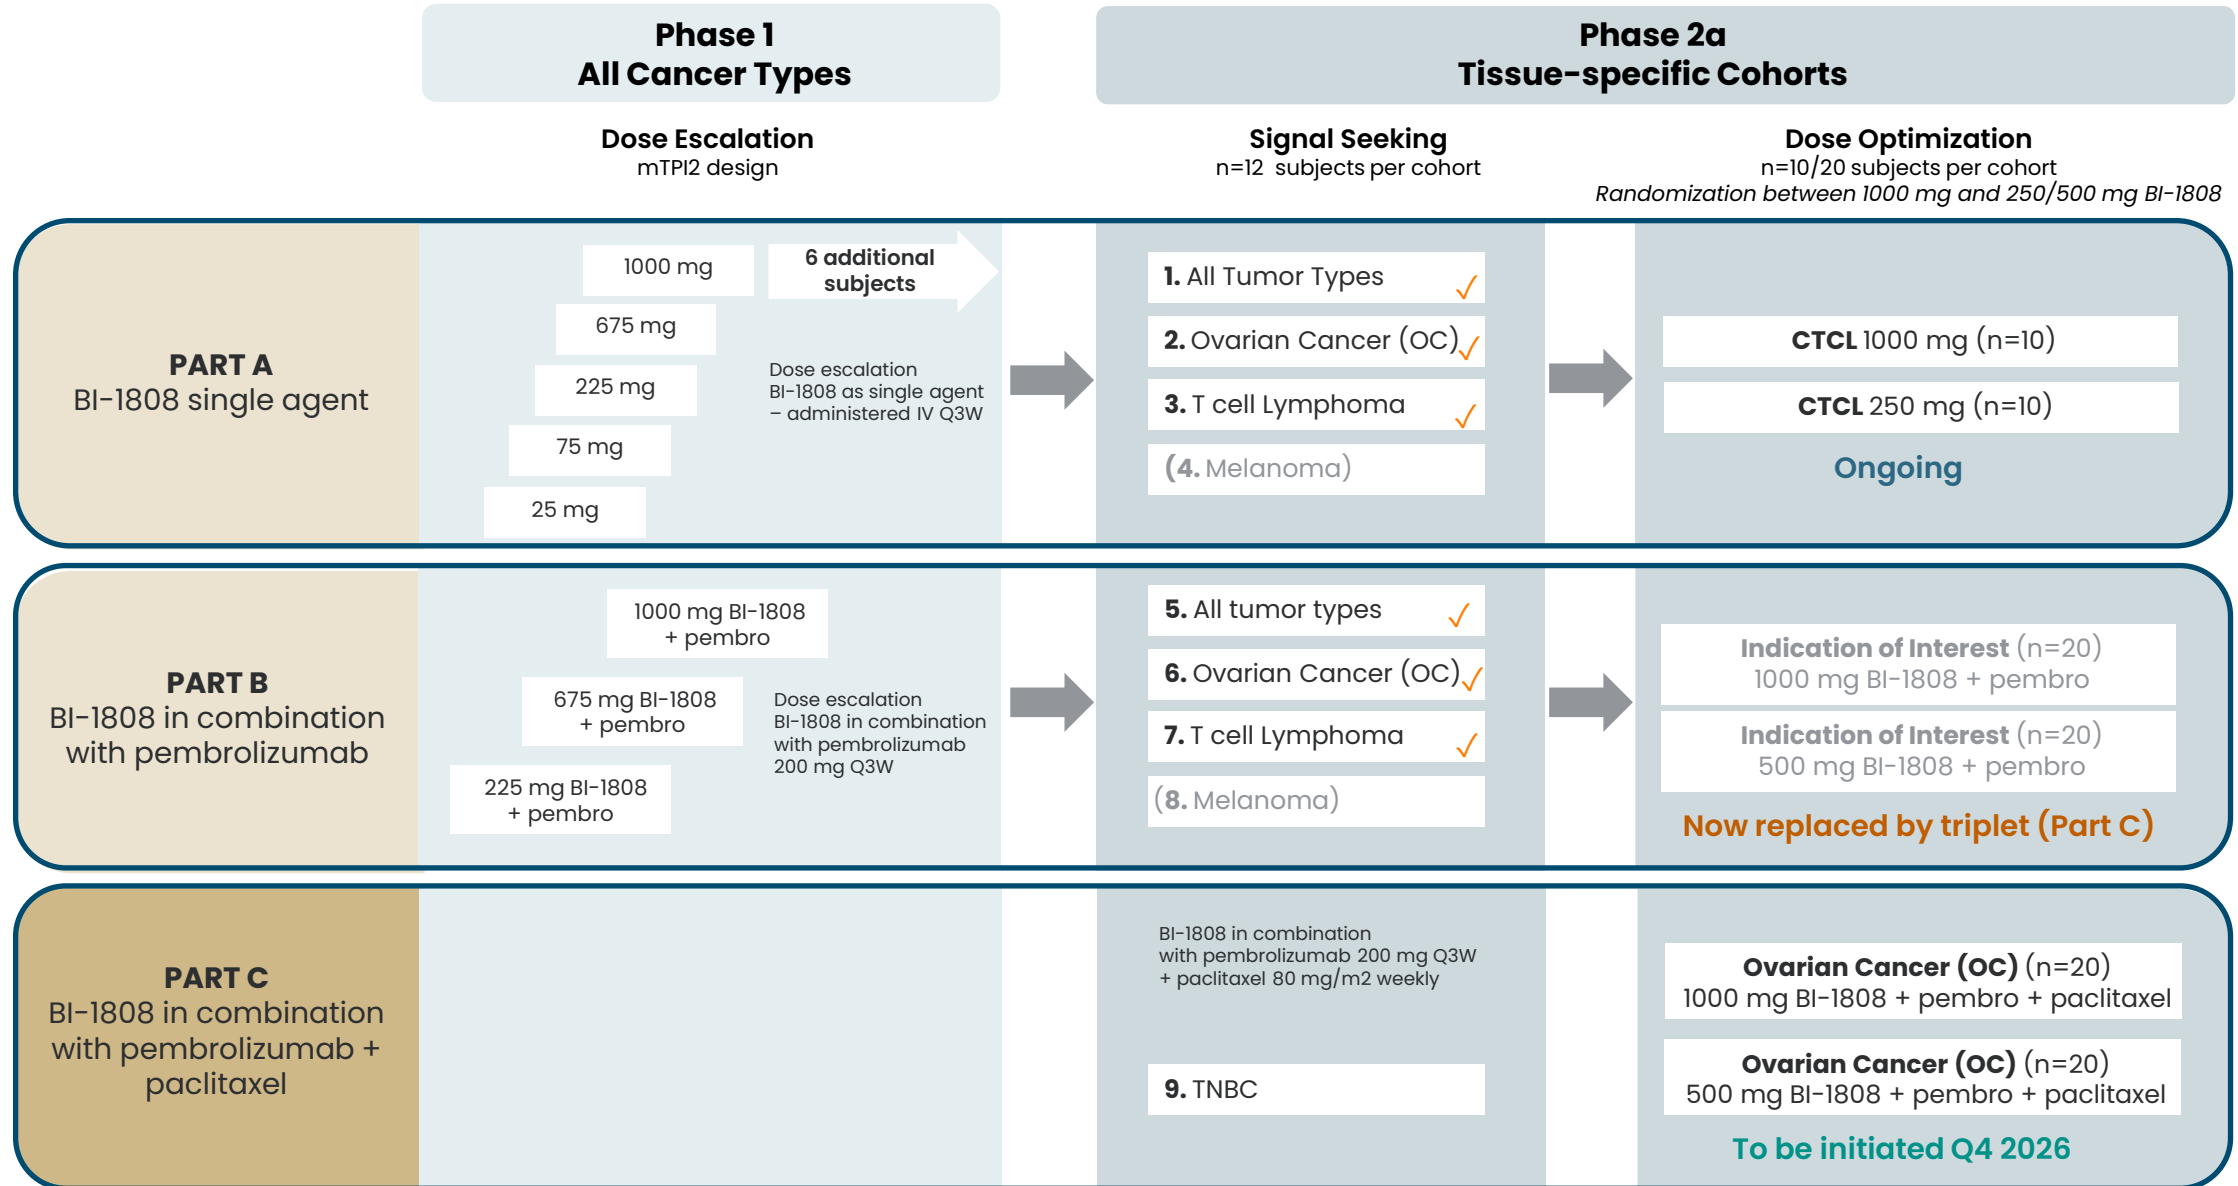 Phase 1
All Cancer Types
Phase 2a
Tissue-specific Cohorts
Dose Escalation
mTPI2 design
Signal Seeking
n=12 subjects per cohort
Dose Optimization
n=10/20 subjects per cohort
Randomization between 1000 mg and 250/500 mg BI-1808
PART A
BI-1808 single agent
1000 mg
675 mg
225 mg
75 mg
25 mg
6 additional
subjects
Dose escalation
BI-1808 as single agent
– administered IV Q3W
1. All Tumor Types ✓
2. Ovarian Cancer (OC) ✓
3. T cell Lymphoma ✓
(4. Melanoma)
CTCL 1000 mg (n=10)
CTCL 250 mg (n=10)
Ongoing
PART B
BI-1808 in combination
with pembrolizumab
1000 mg BI-1808
+ pembro
675 mg BI-1808
+ pembro
225 mg BI-1808
+ pembro
Dose escalation
BI-1808 in combination
with pembrolizumab
200 mg Q3W
5. All tumor types ✓
6. Ovarian Cancer (OC) ✓
7. T cell Lymphoma ✓
(8. Melanoma)
Indication of Interest (n=20)
1000 mg BI-1808 + pembro
Indication of Interest (n=20)
500 mg BI-1808 + pembro
Now replaced by triplet (Part C)
PART C
BI-1808 in combination
with pembrolizumab +
paclitaxel
BI-1808 in combination
with pembrolizumab 200 mg Q3W
+ paclitaxel 80 mg/m2 weekly
9. TNBC
Ovarian Cancer (OC) (n=20)
1000 mg BI-1808 + pembro + paclitaxel
Ovarian Cancer (OC) (n=20)
500 mg BI-1808 + pembro + paclitaxel
To be initiated Q4 2026